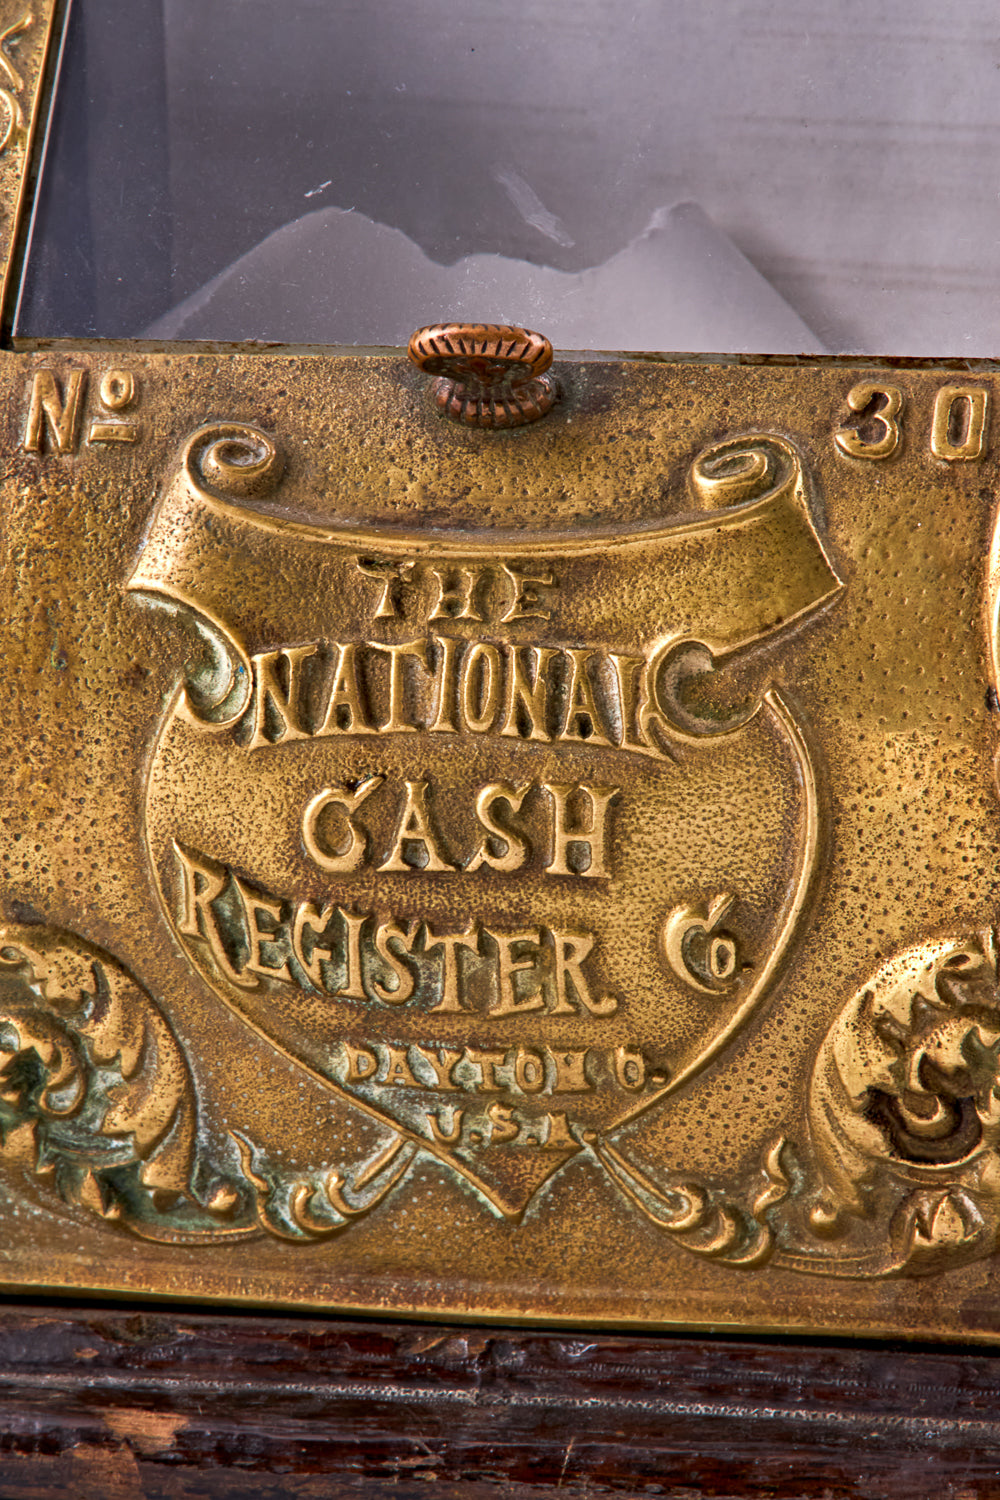 Nº 30
THE
NATIONAL
CASH
REGISTER Co
DAYTON O.
U.S.A.